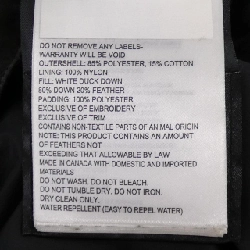 DO NOT REMOVE ANY LABELS-
WARRANTY WILL BE VOID
OUTERSHELL: 85% POLYESTER, 15% COTTON
LINING: 100% NYLON
FILL: WHITE DUCK DOWN
80% DOWN 20% FEATHER
PADDING: 100% POLYESTER
EXCLUSIVE OF EMBROIDERY
EXCLUSIVE OF TRIM
CONTAINS NON-TEXTILE PARTS OF ANIMAL ORIGIN
NOTE: THIS PRODUCT CONTAINS AN AMOUNT
OF FEATHERS NOT
EXCEEDING THAT ALLOWABLE BY LAW
MADE IN CANADA WITH DOMESTIC AND IMPORTED
MATERIALS
DO NOT WASH. DO NOT BLEACH.
DO NOT TUMBLE DRY. DO NOT IRON.
DRY CLEAN ONLY.
WATER REPELLENT (EASY TO REPEL WATER)